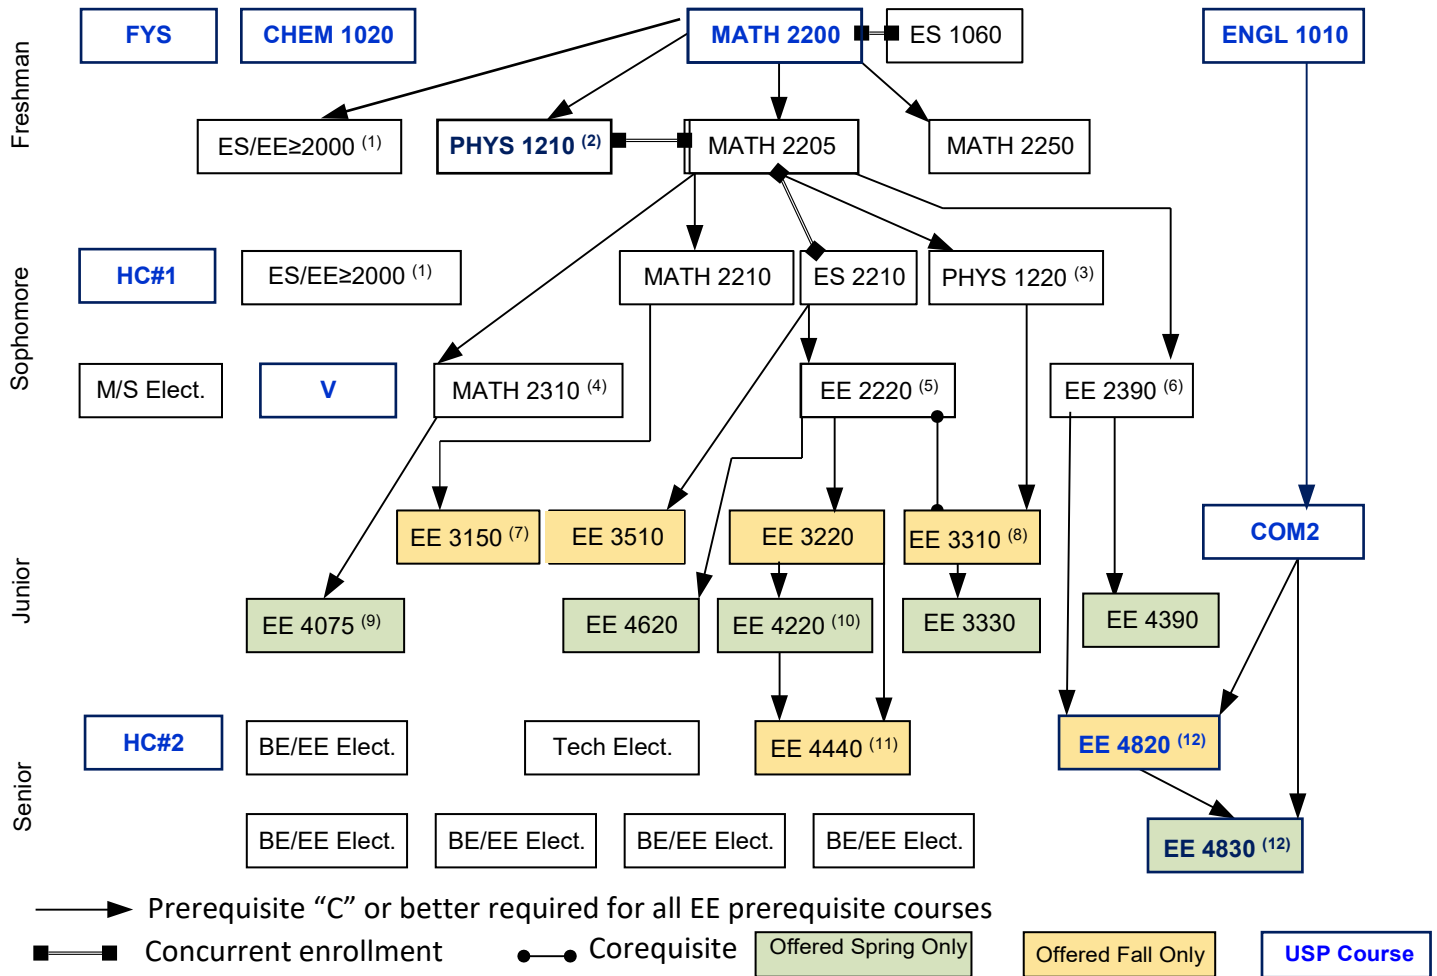 Freshman
FYS
CHEM 1020
MATH 2200
ES 1060
ENGL 1010
ES/EE≥2000 (1)
PHYS 1210 (2)
MATH 2205
MATH 2250
Sophomore
HC#1
ES/EE≥2000 (1)
MATH 2210
ES 2210
PHYS 1220 (3)
M/S Elect.
V
MATH 2310 (4)
EE 2220 (5)
EE 2390 (6)
Junior
EE 3150 (7)
EE 3510
EE 3220
EE 3310 (8)
COM2
EE 4075 (9)
EE 4620
EE 4220 (10)
EE 3330
EE 4390
Senior
HC#2
BE/EE Elect.
Tech Elect.
EE 4440 (11)
EE 4820 (12)
BE/EE Elect.
BE/EE Elect.
BE/EE Elect.
BE/EE Elect.
EE 4830 (12)
Prerequisite “C” or better required for all EE prerequisite courses
Concurrent enrollment
Corequisite
Offered Spring Only
Offered Fall Only
USP Course